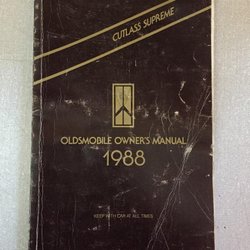 CUTLASS SUPREME
OLDSMOBILE OWNER'S MANUAL
1988
KEEP WITH CAR AT ALL TIMES